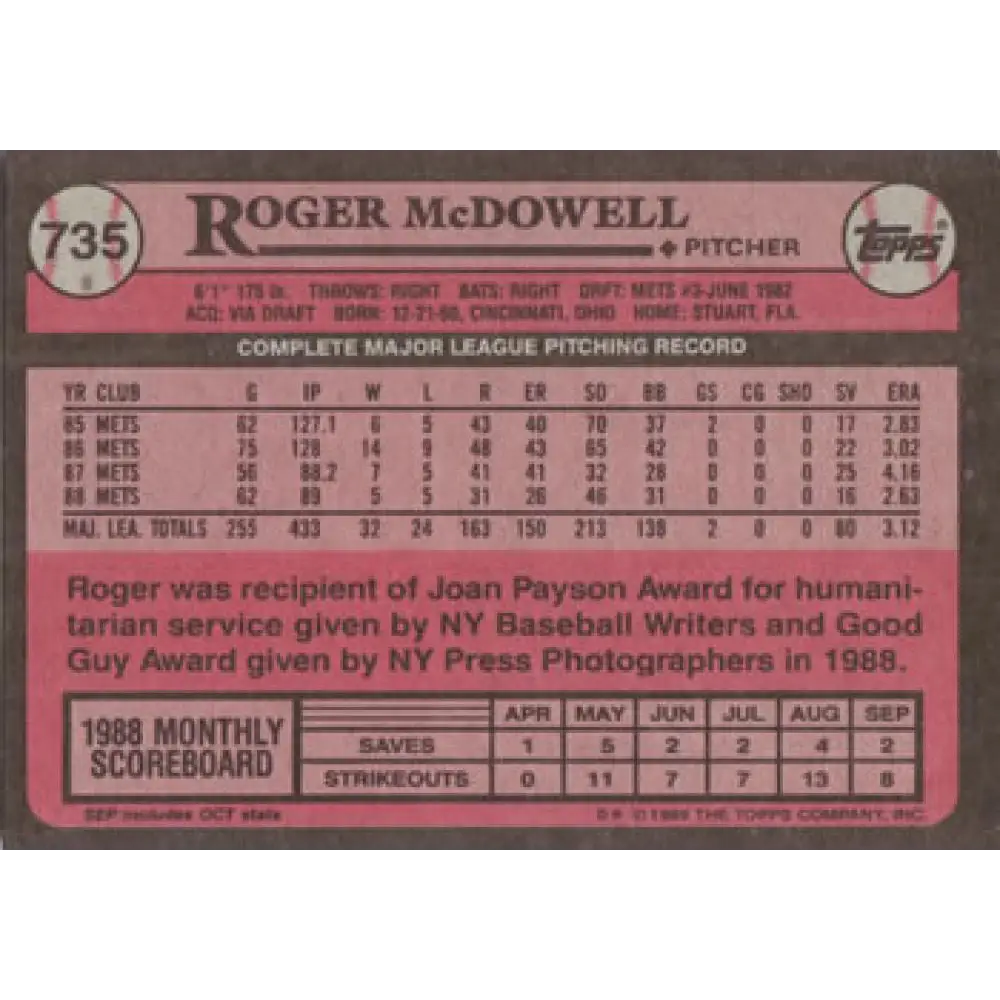 735
ROGER McDOWELL
PITCHER
topps®
6'1" 175 lb. THROWS: RIGHT BATS: RIGHT DRFT: METS #3-JUNE 1982
ACQ: VIA DRAFT BORN: 12-21-60, CINCINNATI, OHIO HOME: STUART, FLA.
COMPLETE MAJOR LEAGUE PITCHING RECORD
YR CLUB G IP W L R ER SO BB GS CG SHO SV ERA
85 METS 62 127.1 6 5 43 40 70 37 2 0 0 17 2.83
86 METS 75 128 14 9 48 43 65 42 0 0 0 22 3.02
87 METS 56 88.2 7 5 41 41 32 28 0 0 0 25 4.16
88 METS 62 89 5 5 31 26 46 31 0 0 0 16 2.63
MAJ. LEA. TOTALS 255 433 32 24 163 150 213 138 2 0 0 80 3.12
Roger was recipient of Joan Payson Award for humani-
tarian service given by NY Baseball Writers and Good
Guy Award given by NY Press Photographers in 1988.
1988 MONTHLY
SCOREBOARD
APR MAY JUN JUL AUG SEP
SAVES 1 5 2 2 4 2
STRIKEOUTS 0 11 7 7 13 8
SEP includes OCT stats
© 1989 THE TOPPS COMPANY, INC.